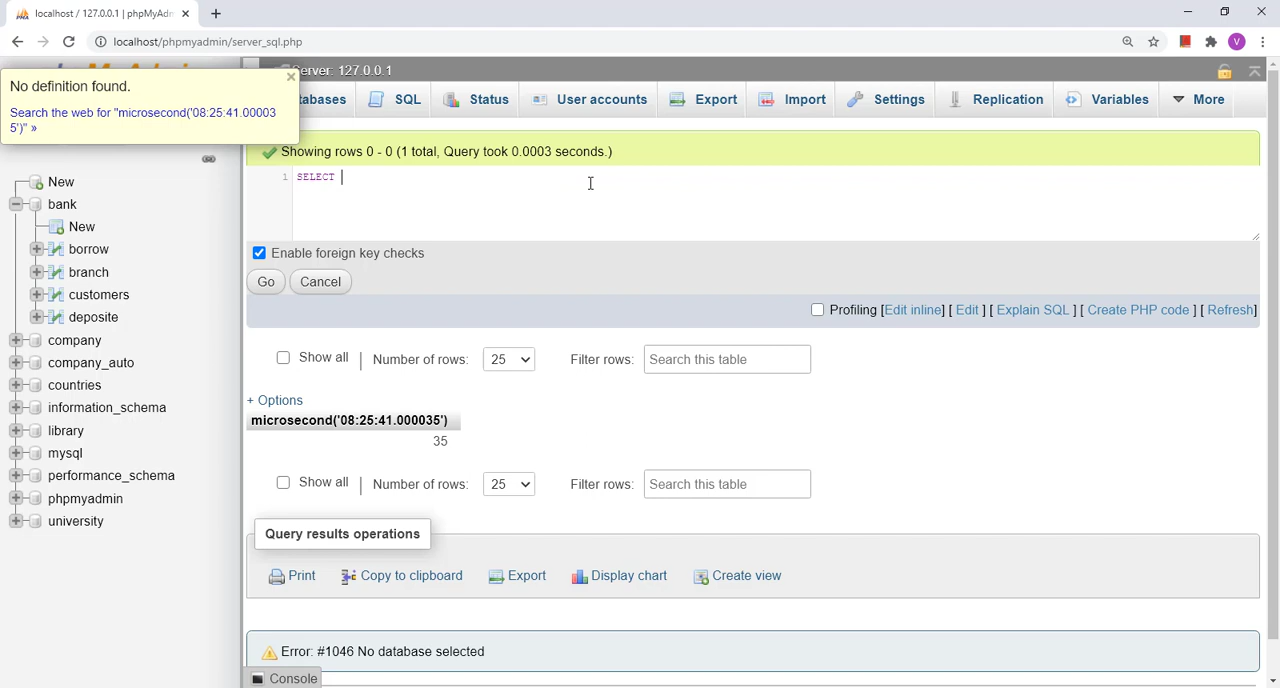 localhost / 127.0.0.1 | phpMyAdm
localhost/phpmyadmin/server_sql.php
V
No definition found.
Search the web for "microsecond('08:25:41.00003
5')" »
Server: 127.0.0.1
tabases SQL Status User accounts Export Import Settings Replication Variables More
Showing rows 0 - 0 (1 total, Query took 0.0003 seconds.)
1 SELECT
Enable foreign key checks
Go Cancel
Profiling [Edit inline] [ Edit ] [ Explain SQL ] [ Create PHP code ] [ Refresh]
New
bank
New
borrow
branch
customers
deposite
company
company_auto
countries
information_schema
library
mysql
performance_schema
phpmyadmin
university
Show all Number of rows: 25 Filter rows: Search this table
+ Options
microsecond('08:25:41.000035')
35
Show all Number of rows: 25 Filter rows: Search this table
Query results operations
Print Copy to clipboard Export Display chart Create view
Error: #1046 No database selected
Console